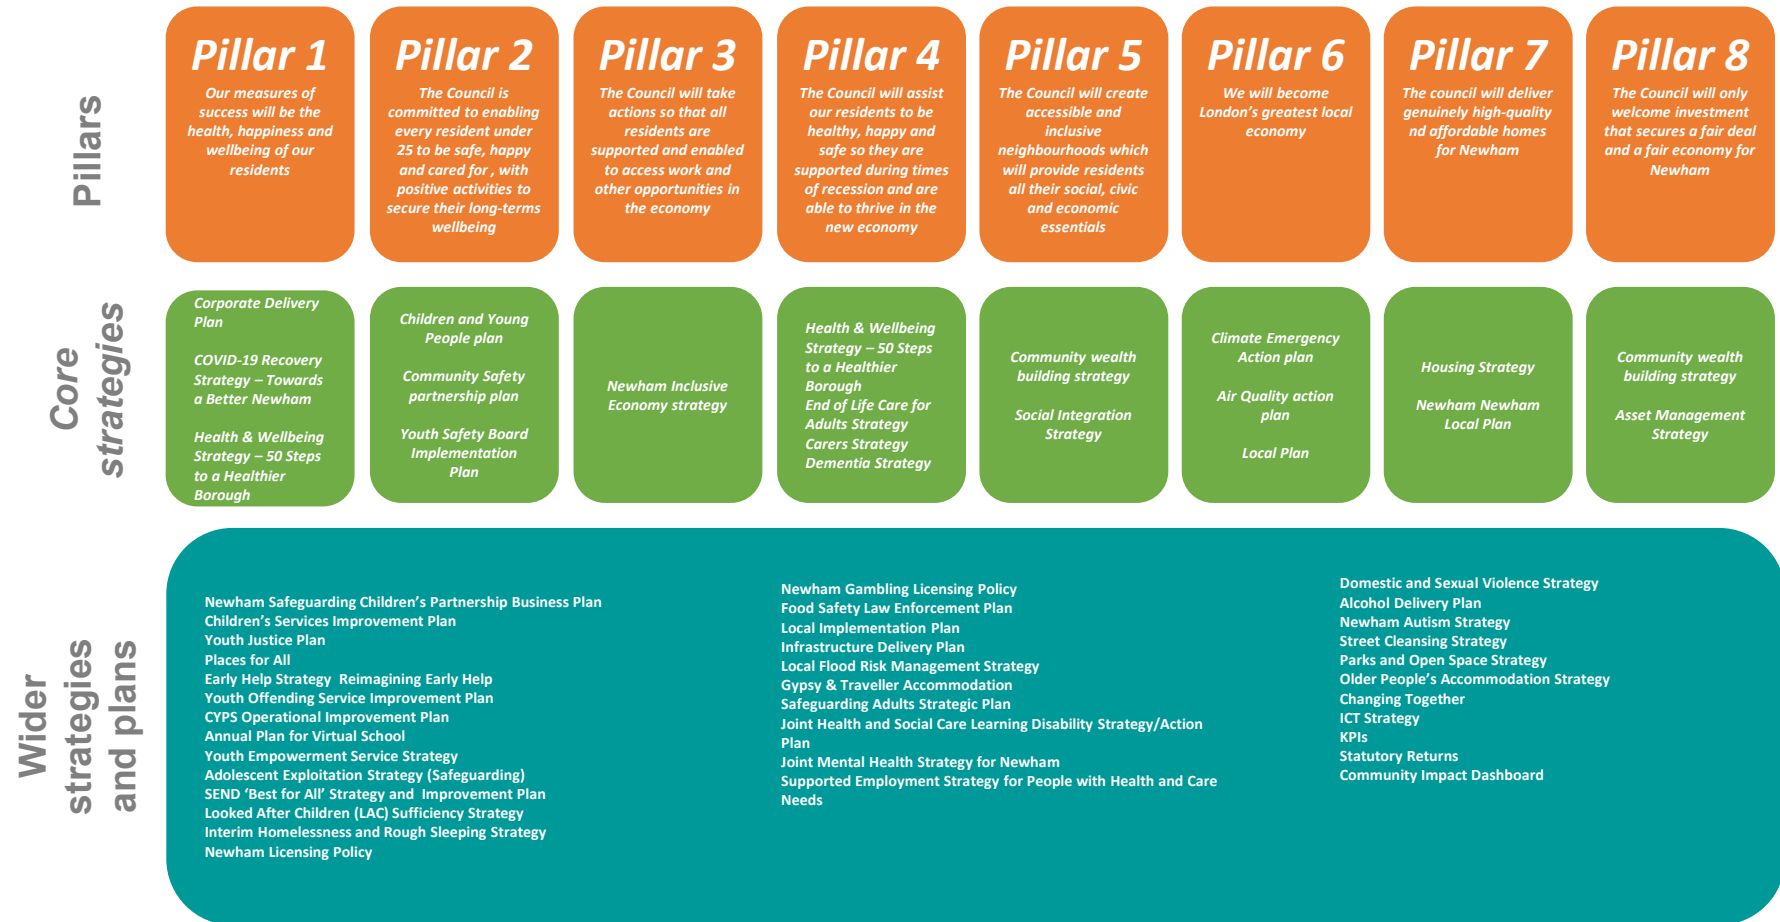 Pillars
Pillar 1
Our measures of
success will be the
health, happiness and
wellbeing of our
residents
Pillar 2
The Council is
committed to enabling
every resident under
25 to be safe, happy
and cared for , with
positive activities to
secure their long-terms
wellbeing
Pillar 3
The Council will take
actions so that all
residents are
supported and enabled
to access work and
other opportunities in
the economy
Pillar 4
The Council will assist
our residents to be
healthy, happy and
safe so they are
supported during times
of recession and are
able to thrive in the
new economy
Pillar 5
The Council will create
accessible and
inclusive
neighbourhoods which
will provide residents
all their social, civic
and economic
essentials
Pillar 6
We will become
London's greatest local
economy
Pillar 7
The council will deliver
genuinely high-quality
nd affordable homes
for Newham
Pillar 8
The Council will only
welcome investment
that secures a fair deal
and a fair economy for
Newham
Core
strategies
Corporate Delivery
Plan
COVID-19 Recovery
Strategy – Towards
a Better Newham
Health & Wellbeing
Strategy – 50 Steps
to a Healthier
Borough
Children and Young
People plan
Community Safety
partnership plan
Youth Safety Board
Implementation
Plan
Newham Inclusive
Economy strategy
Health & Wellbeing
Strategy – 50 Steps
to a Healthier
Borough
End of Life Care for
Adults Strategy
Carers Strategy
Dementia Strategy
Community wealth
building strategy
Social Integration
Strategy
Climate Emergency
Action plan
Air Quality action
plan
Local Plan
Housing Strategy
Newham Newham
Local Plan
Community wealth
building strategy
Asset Management
Strategy
Wider
strategies
and plans
Newham Safeguarding Children's Partnership Business Plan
Children's Services Improvement Plan
Youth Justice Plan
Places for All
Early Help Strategy  Reimagining Early Help
Youth Offending Service Improvement Plan
CYPS Operational Improvement Plan
Annual Plan for Virtual School
Youth Empowerment Service Strategy
Adolescent Exploitation Strategy (Safeguarding)
SEND 'Best for All' Strategy and  Improvement Plan
Looked After Children (LAC) Sufficiency Strategy
Interim Homelessness and Rough Sleeping Strategy
Newham Licensing Policy
Newham Gambling Licensing Policy
Food Safety Law Enforcement Plan
Local Implementation Plan
Infrastructure Delivery Plan
Local Flood Risk Management Strategy
Gypsy & Traveller Accommodation
Safeguarding Adults Strategic Plan
Joint Health and Social Care Learning Disability Strategy/Action
Plan
Joint Mental Health Strategy for Newham
Supported Employment Strategy for People with Health and Care
Needs
Domestic and Sexual Violence Strategy
Alcohol Delivery Plan
Newham Autism Strategy
Street Cleansing Strategy
Parks and Open Space Strategy
Older People's Accommodation Strategy
Changing Together
ICT Strategy
KPIs
Statutory Returns
Community Impact Dashboard